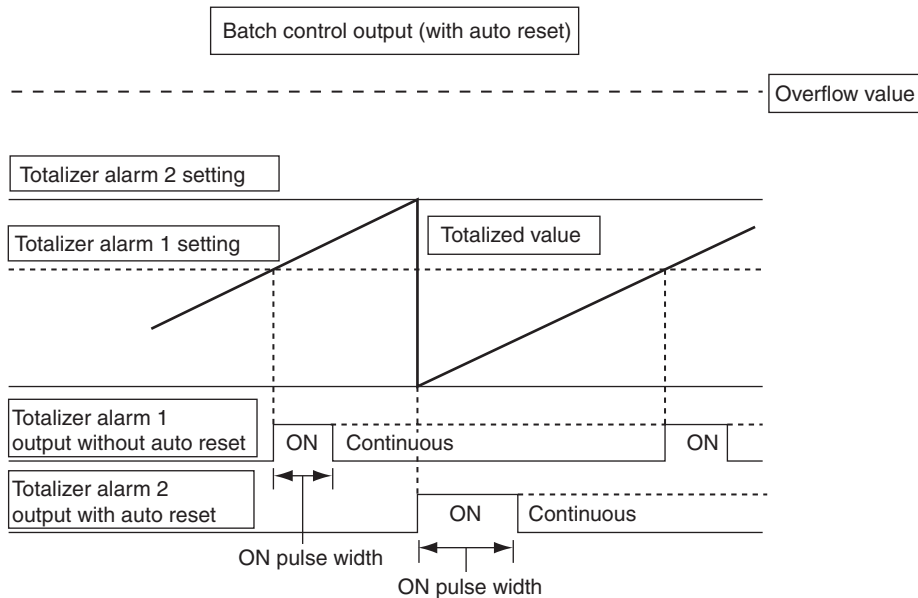 Batch control output (with auto reset)
Overflow value
Totalizer alarm 2 setting
Totalizer alarm 1 setting
Totalized value
Totalizer alarm 1
output without auto reset
ON
Continuous
ON
Totalizer alarm 2
output with auto reset
ON
Continuous
ON pulse width
ON pulse width